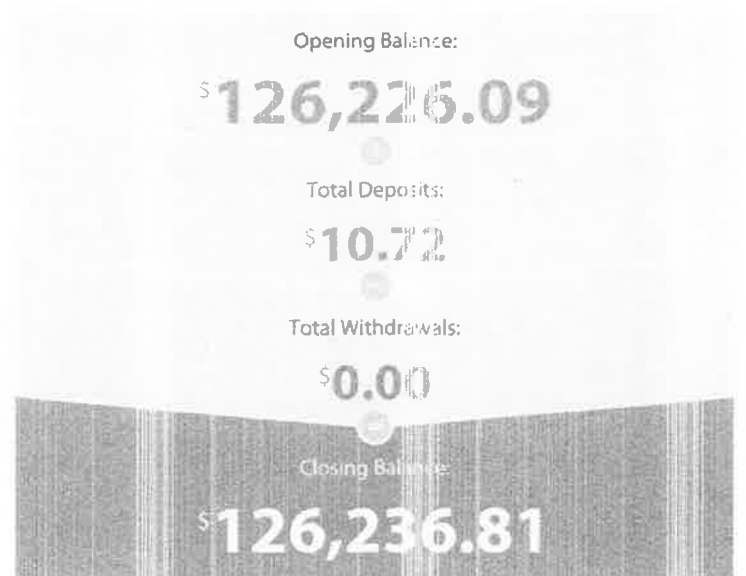 Opening Balance:
$126,226.09
Total Deposits:
$10.72
Total Withdrawals:
$0.00
Closing Balance:
$126,236.81